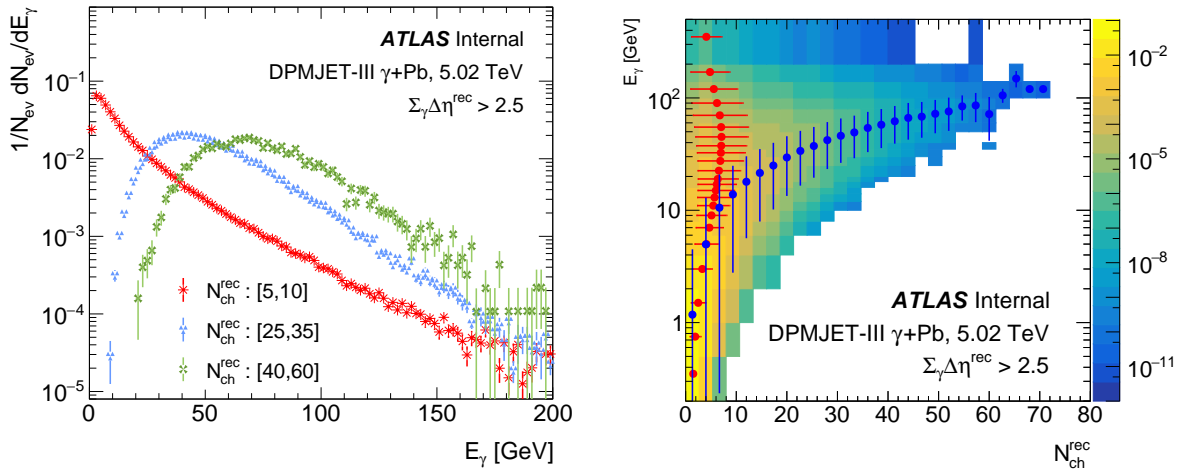 1/N_ev dN_ev/dE_γ
10⁻¹
10⁻²
10⁻³
10⁻⁴
10⁻⁵
ATLAS Internal
DPMJET-III γ+Pb, 5.02 TeV
Σ_γΔη^rec > 2.5
N_ch^rec : [5,10]
N_ch^rec : [25,35]
N_ch^rec : [40,60]
0 50 100 150 200
E_γ [GeV]
E_γ [GeV]
10²
10
1
ATLAS Internal
DPMJET-III γ+Pb, 5.02 TeV
Σ_γΔη^rec > 2.5
0 10 20 30 40 50 60 70 80
N_ch^rec
10⁻²
10⁻⁵
10⁻⁸
10⁻¹¹